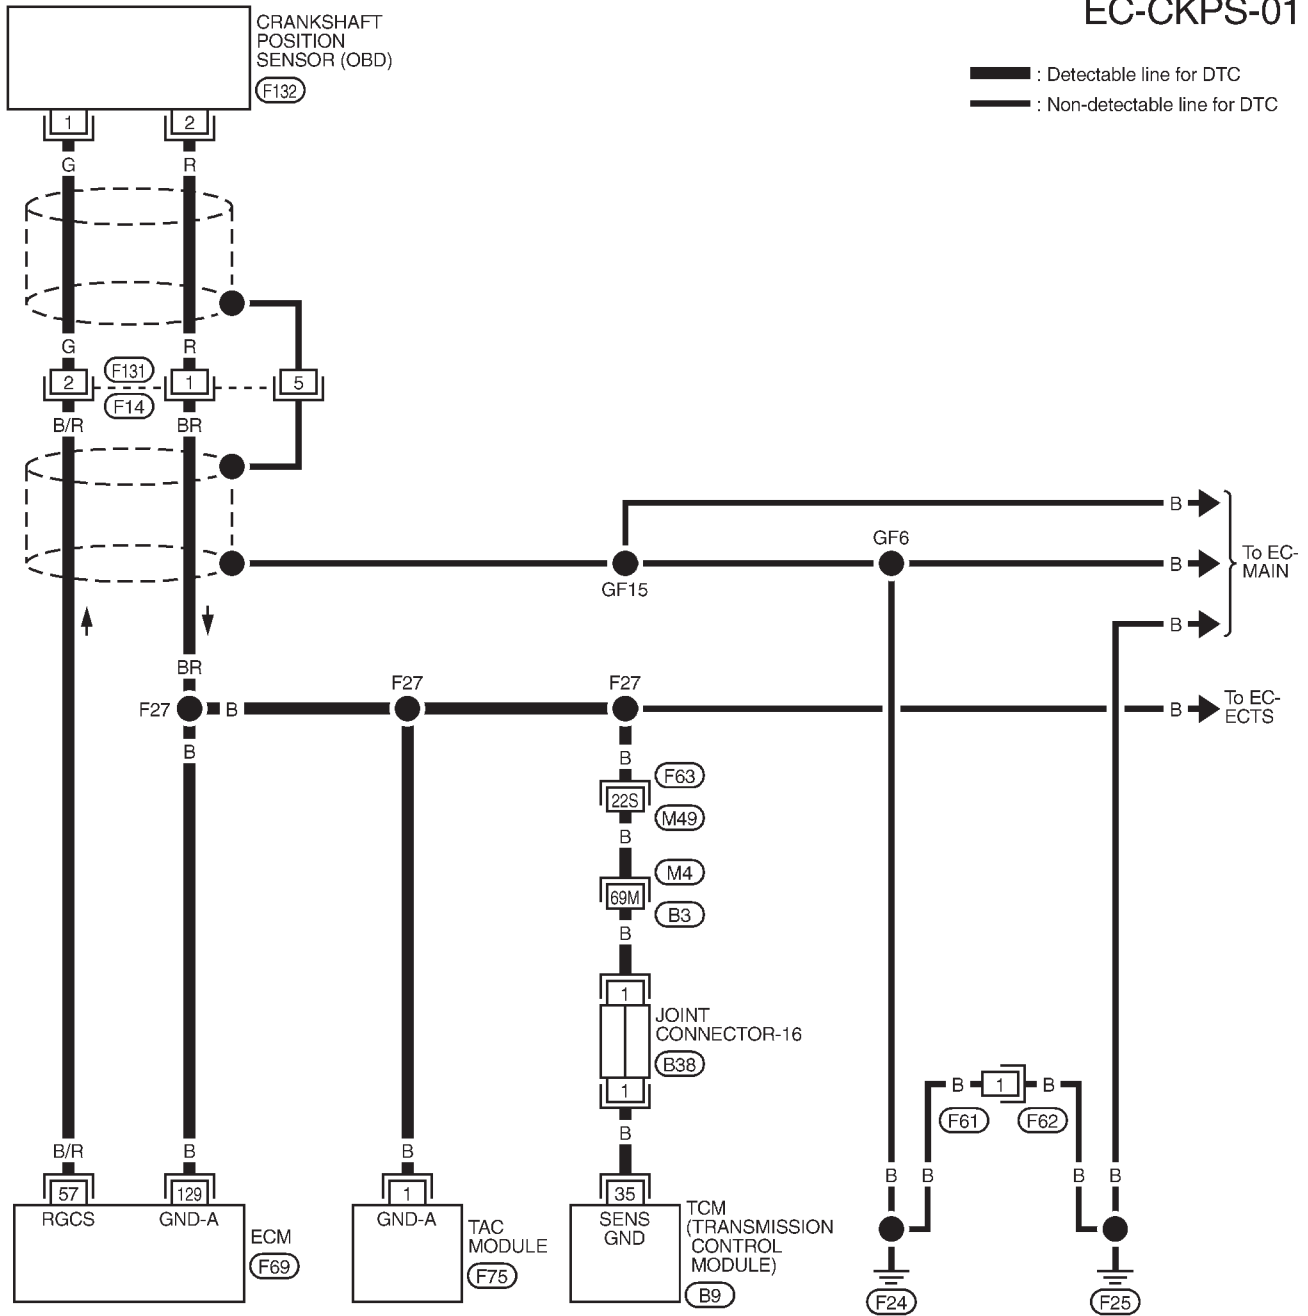 EC-CKPS-01
CRANKSHAFT
POSITION
SENSOR (OBD)
F132
: Detectable line for DTC
: Non-detectable line for DTC
1 2
G R
G R
2 F131 1 5
F14
B/R BR
B
GF6
B
To EC-
MAIN
GF15
B
BR
F27 F27
F27 B
B
To EC-
ECTS
B
B
F63
22S
M49
B
M4
69M
B3
B
1
JOINT
CONNECTOR-16
B38
1
B 1 B
F61 F62
B
B/R B B
B B B B
57 129 1 35
RGCS GND-A
ECM
F69
GND-A
TAC
MODULE
F75
SENS
GND
TCM
(TRANSMISSION
CONTROL
MODULE)
B9
F24 F25